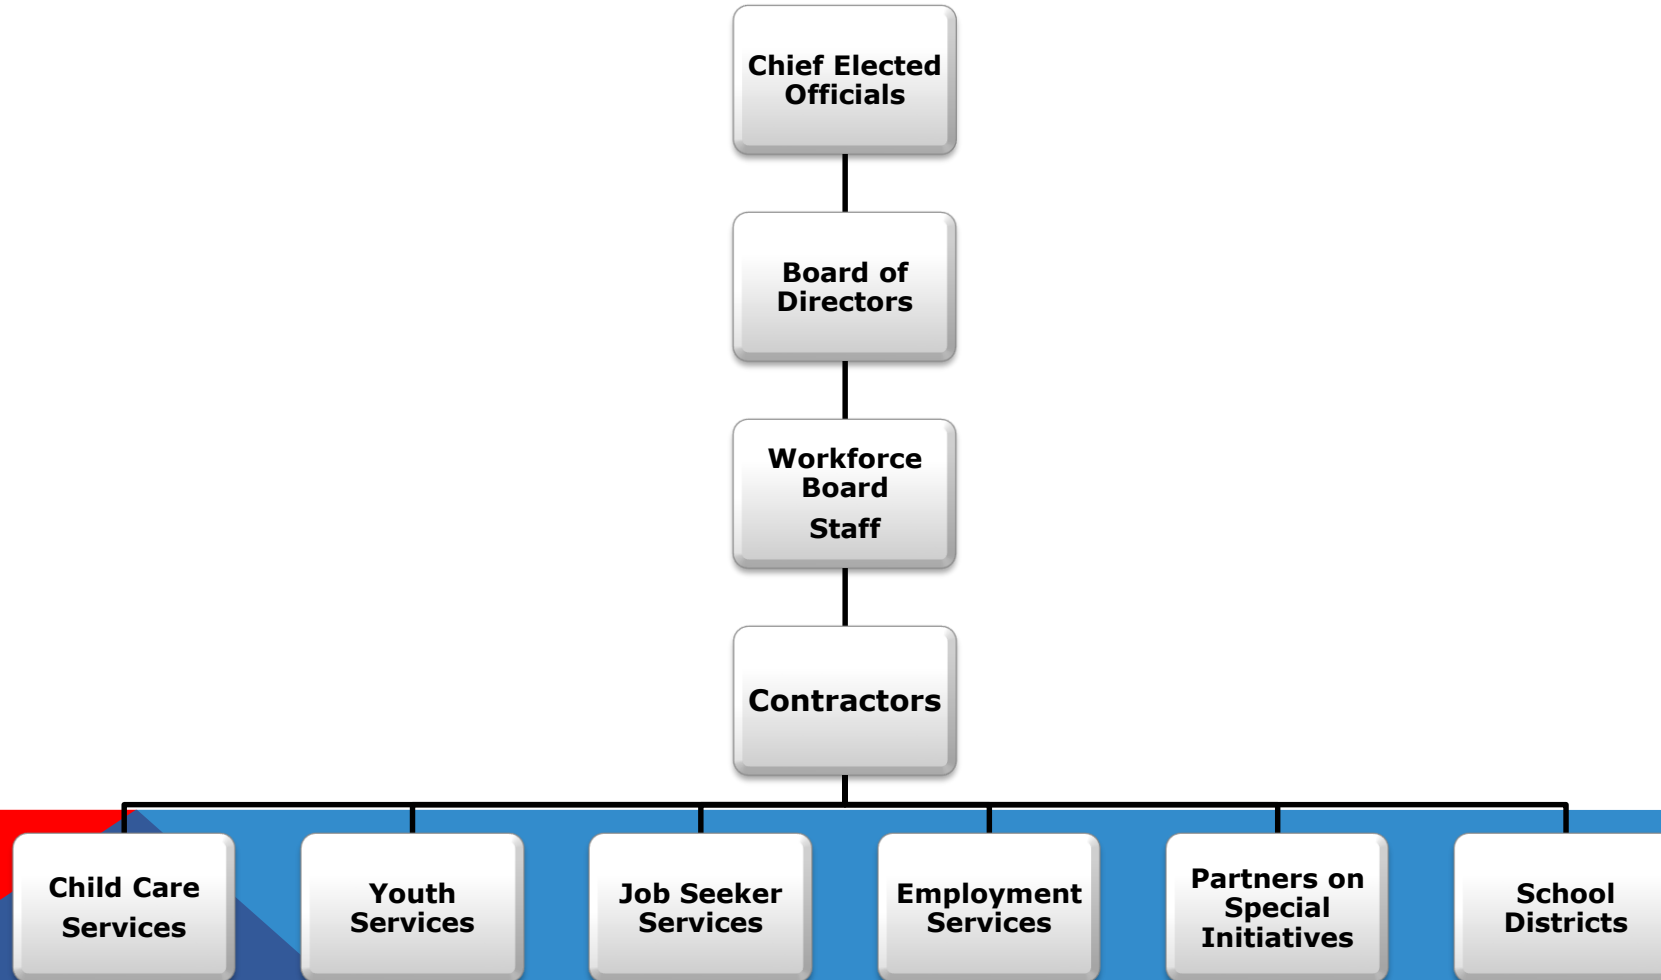 Chief Elected
Officials
Board of
Directors
Workforce
Board
Staff
Contractors
Child Care
Services
Youth
Services
Job Seeker
Services
Employment
Services
Partners on
Special
Initiatives
School
Districts